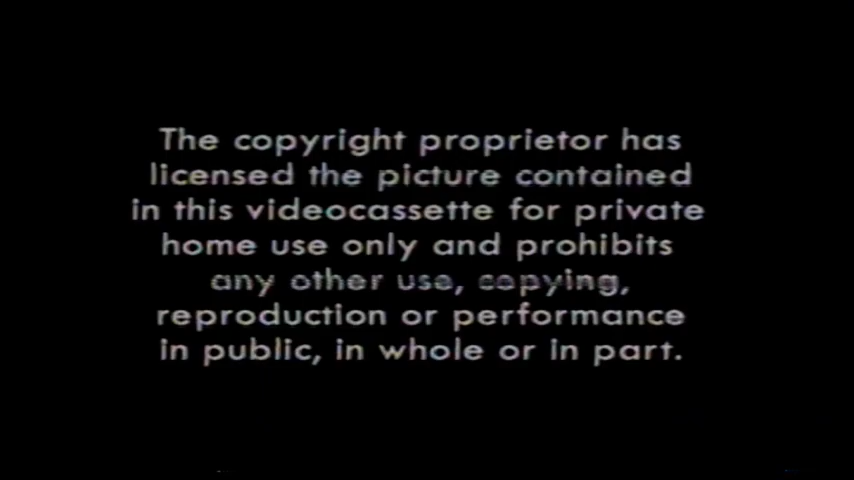 The copyright proprietor has
licensed the picture contained
in this videocassette for private
home use only and prohibits
any other use, copying,
reproduction or performance
in public, in whole or in part.